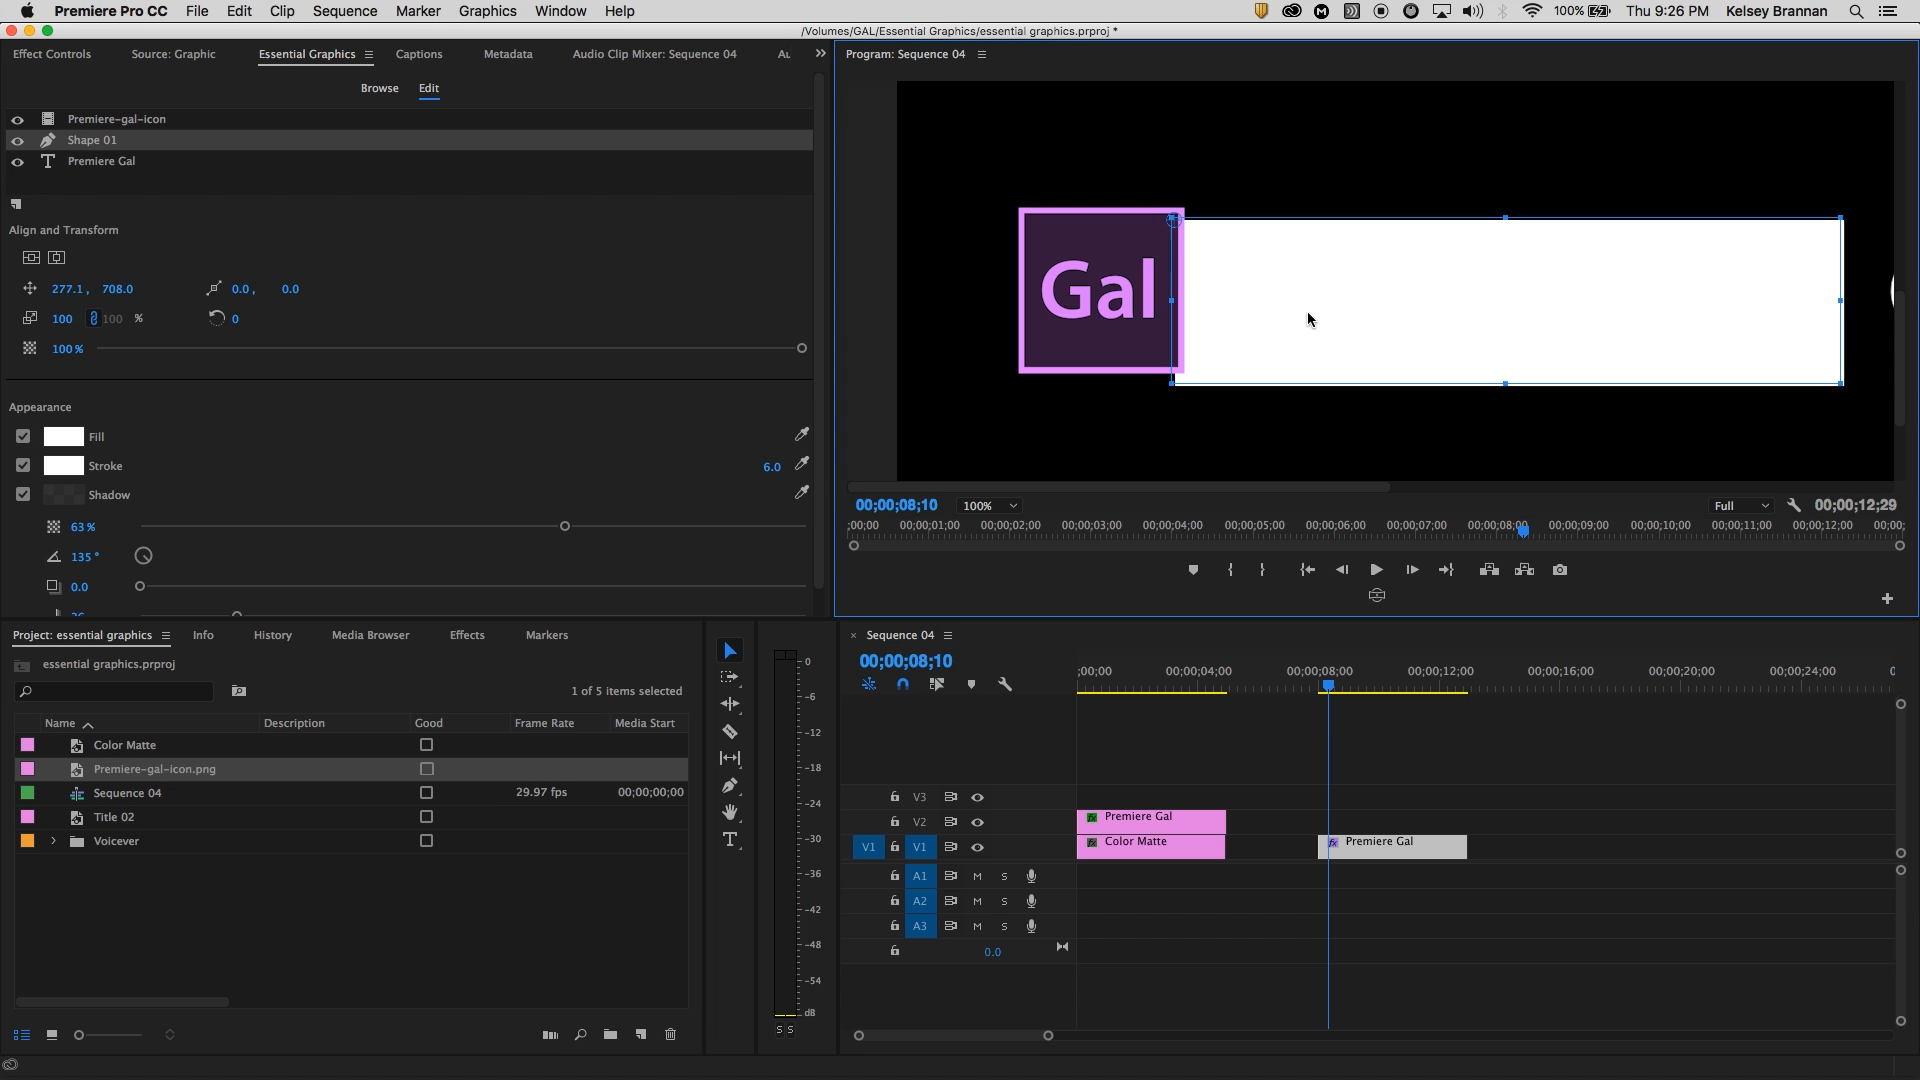 Premiere Pro CC File Edit Clip Sequence Marker Graphics Window Help 100% Thu 9:26 PM Kelsey Brannan
/Volumes/GAL/Essential Graphics/essential graphics.prproj *
Effect Controls Source: Graphic Essential Graphics Captions Metadata Audio Clip Mixer: Sequence 04 Au
Program: Sequence 04
Browse Edit
Premiere-gal-icon
Shape 01
Premiere Gal
Align and Transform
277.1 , 708.0 0.0 , 0.0
100 100 % 0
100 %
Appearance
Fill
Stroke 6.0
Shadow
63 %
135 °
0.0
Gal
00;00;08;10 100% Full 00;00;12;29
;00;00 00;00;01;00 00;00;02;00 00;00;03;00 00;00;04;00 00;00;05;00 00;00;06;00 00;00;07;00 00;00;08;00 00;00;09;00 00;00;10;00 00;00;11;00 00;00;12;00 00;00;
Project: essential graphics Info History Media Browser Effects Markers
essential graphics.prproj
1 of 5 items selected
Name Description Good Frame Rate Media Start
Color Matte
Premiere-gal-icon.png
Sequence 04 29.97 fps 00;00;00;00
Title 02
Voicever
0
-6
-12
-18
-24
-30
-36
-42
-48
-54
dB
S S
× Sequence 04
00;00;08;10
;00;00 00;00;04;00 00;00;08;00 00;00;12;00 00;00;16;00 00;00;20;00 00;00;24;00 0
V3
V2 Premiere Gal
V1 V1 Color Matte Premiere Gal
A1 M S
A2 M S
A3 M S
0.0